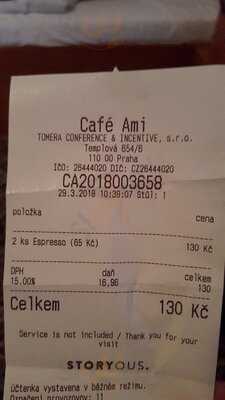 Café Ami
TOMERA CONFERENCE & INCENTIVE, s.r.o.
Templová 654/6
110 00 Praha
IČO: 26444020 DIČ: CZ26444020
CA2018003658
29.3.2018 10:39:07 Stůl: 1
položka cena
2 ks Espresso (65 Kč) 130 Kč
DPH daň celkem
15.00% 16,96 130
Celkem 130 Kč
Service is not included / Thank you for your
visit
STORYOUS.
účtenka vystavena v běžném režimu.
Označení provozovny: 11